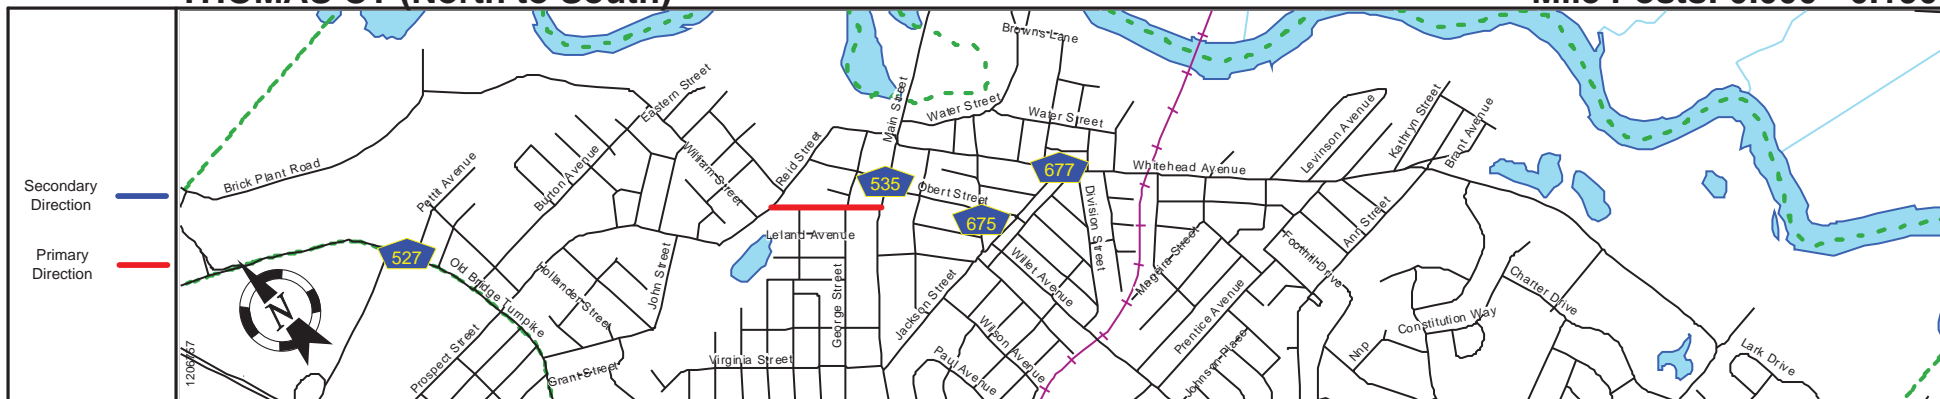 Secondary
Direction
Primary
Direction
Brick Plant Road
Pettit Avenue
Burton Avenue
Eastern Street
William Street
Reid Street
Main Street
Browns Lane
Water Street
Water Street
Whitehead Avenue
Levinson Avenue
Kathryn Street
Brant Avenue
535
677
675
527
Obert Street
Division Street
Leland Avenue
Old Bridge Turnpike
Hollander Street
John Street
George Street
Jackson Street
Willet Avenue
Wilson Avenue
Magera Street
Foothill Drive
Ann Street
Prentice Avenue
Johnson Place
Charter Drive
Constitution Way
Nnp
Lark Drive
Prospect Street
Grant Street
Virginia Street
Paul Avenue
N